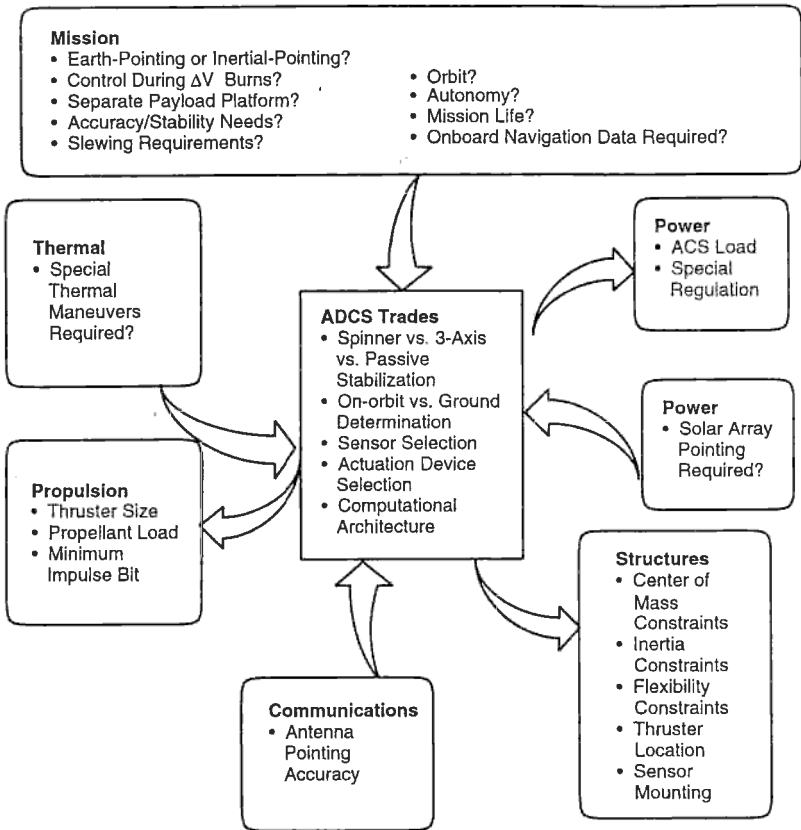 Mission
• Earth-Pointing or Inertial-Pointing?
• Control During ΔV Burns?
• Separate Payload Platform?
• Accuracy/Stability Needs?
• Slewing Requirements?
• Orbit?
• Autonomy?
• Mission Life?
• Onboard Navigation Data Required?
Thermal
• Special
Thermal
Maneuvers
Required?
Power
• ACS Load
• Special
Regulation
ADCS Trades
• Spinner vs. 3-Axis
vs. Passive
Stabilization
• On-orbit vs. Ground
Determination
• Sensor Selection
• Actuation Device
Selection
• Computational
Architecture
Power
• Solar Array
Pointing
Required?
Propulsion
• Thruster Size
• Propellant Load
• Minimum
Impulse Bit
Structures
• Center of
Mass
Constraints
• Inertia
Constraints
• Flexibility
Constraints
• Thruster
Location
• Sensor
Mounting
Communications
• Antenna
Pointing
Accuracy